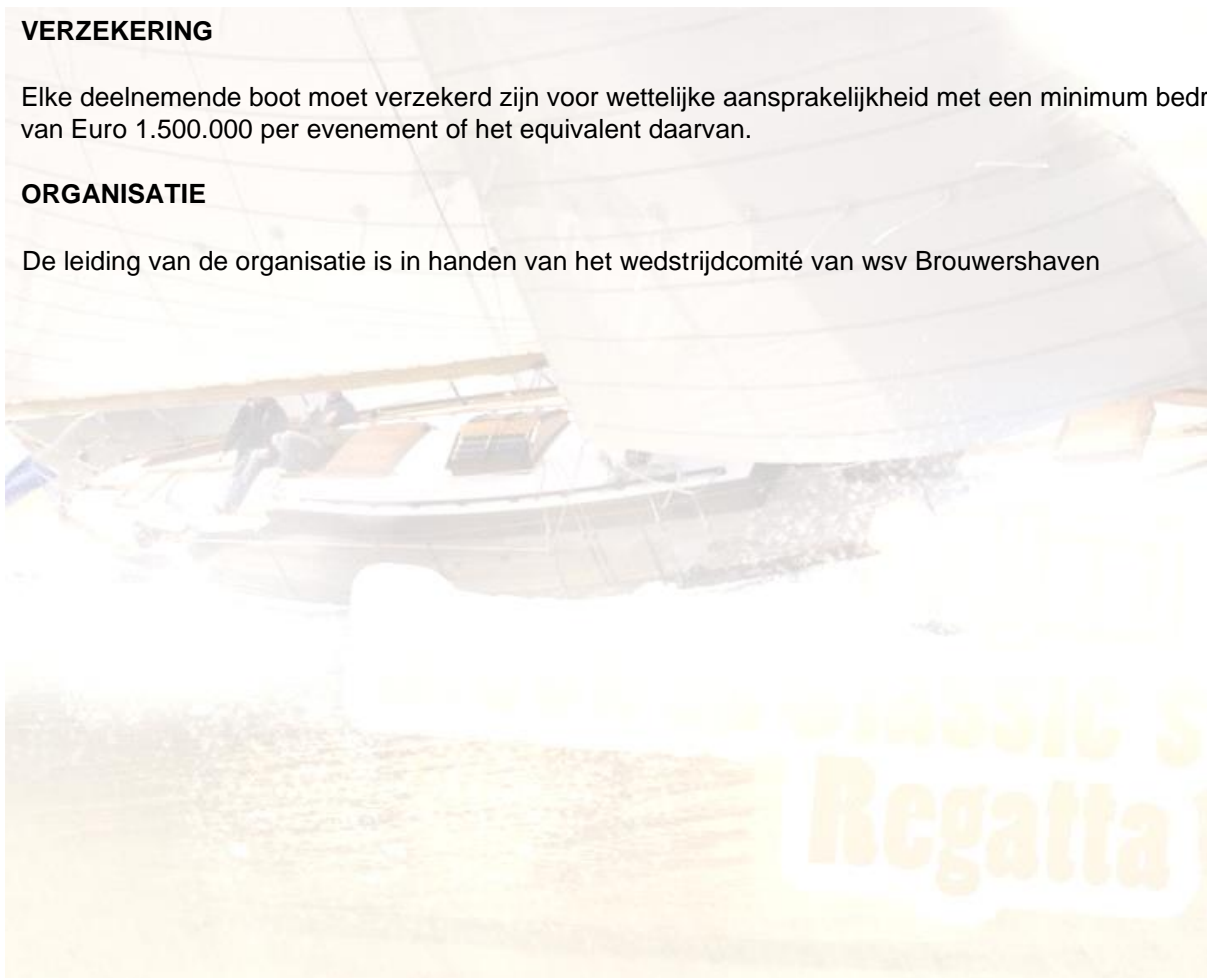 VERZEKERING
Elke deelnemende boot moet verzekerd zijn voor wettelijke aansprakelijkheid met een minimum bedr
van Euro 1.500.000 per evenement of het equivalent daarvan.
ORGANISATIE
De leiding van de organisatie is in handen van het wedstrijdcomité van wsv Brouwershaven
Classic S
Regatta